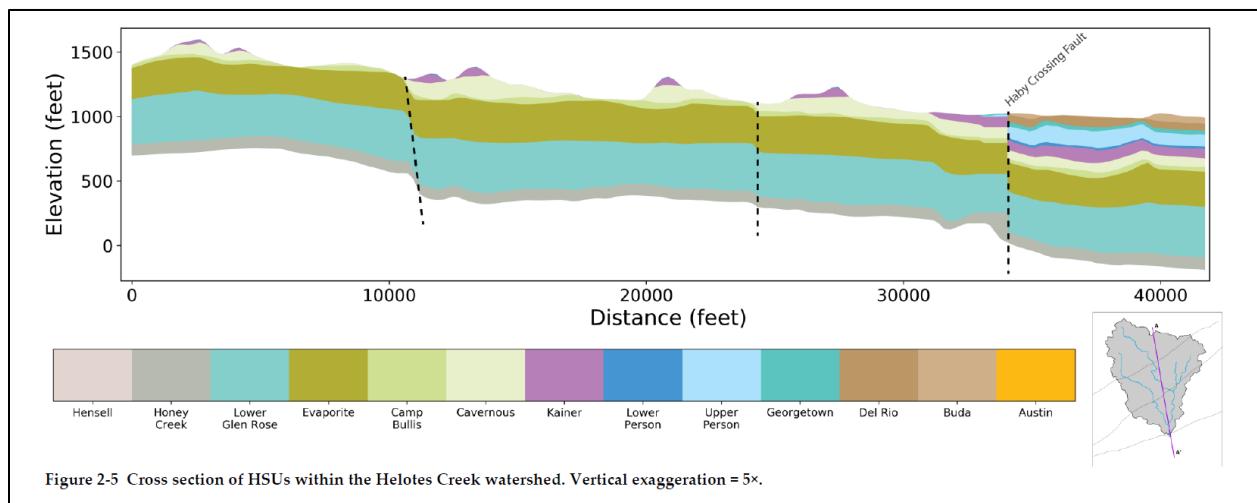 Haby Crossing Fault
1500
1000
500
0
Elevation (feet)
0 10000 20000 30000 40000
Distance (feet)
Hensell Honey Creek Lower Glen Rose Evaporite Camp Bullis Cavernous Kainer Lower Person Upper Person Georgetown Del Rio Buda Austin
A
A'
Figure 2-5 Cross section of HSUs within the Helotes Creek watershed. Vertical exaggeration = 5×.